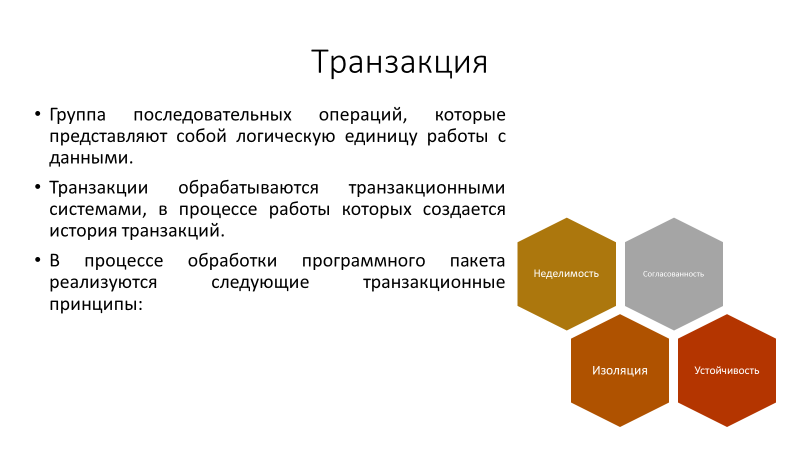 Транзакция
• Группа последовательных операций, которые
представляют собой логическую единицу работы с
данными.
• Транзакции обрабатываются транзакционными
системами, в процессе работы которых создается
история транзакций.
• В процессе обработки программного пакета
реализуются следующие транзакционные
принципы:
Неделимость
Согласованность
Изоляция
Устойчивость